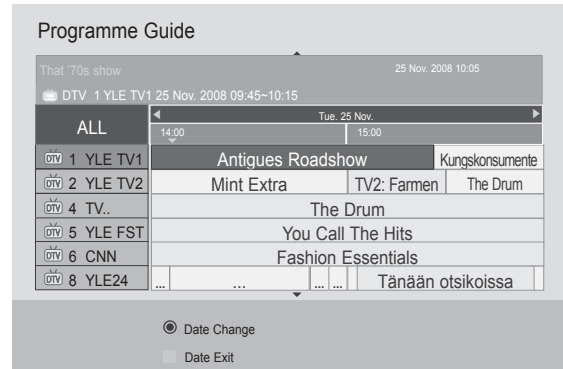 Programme Guide
That '70s show 25 Nov. 2008 10:05
DTV 1 YLE TV1 25 Nov. 2008 09:45~10:15
ALL
Tue. 25 Nov.
14:00 15:00
DTV 1 YLE TV1 Antigues Roadshow Kungskonsumente
DTV 2 YLE TV2 Mint Extra TV2: Farmen The Drum
DTV 4 TV.. The Drum
DTV 5 YLE FST You Call The Hits
DTV 6 CNN Fashion Essentials
DTV 8 YLE24 ... ... ... ... Tänään otsikoissa
Date Change
Date Exit